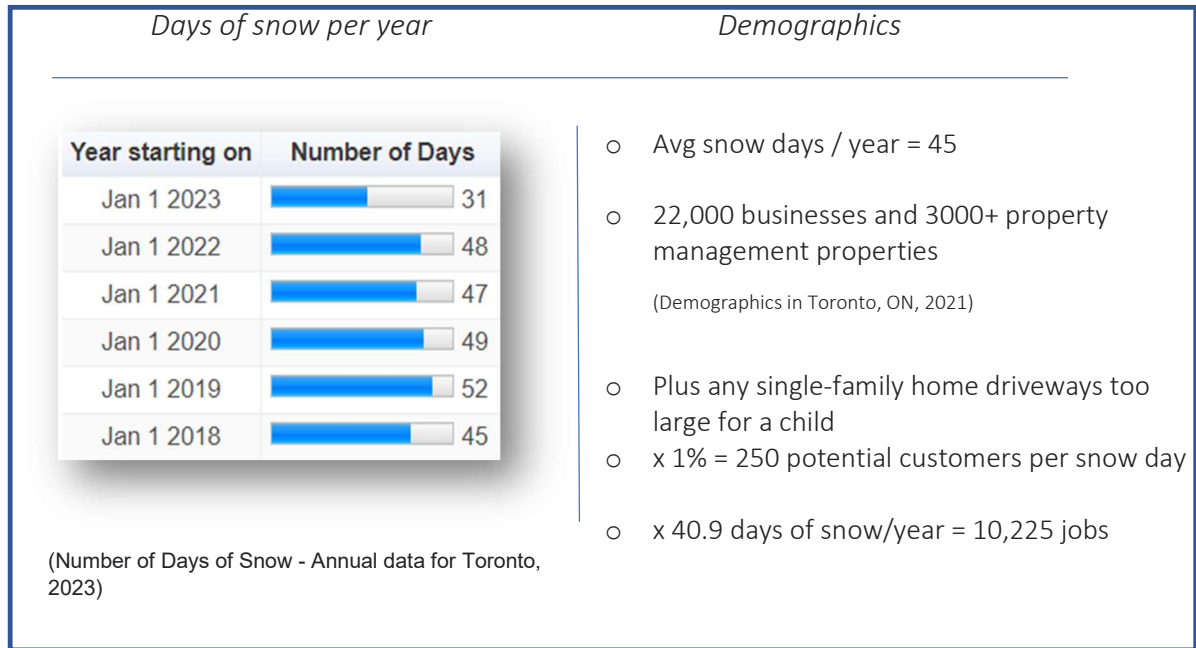 Days of snow per year
Demographics
Year starting on Number of Days
Jan 1 2023 31
Jan 1 2022 48
Jan 1 2021 47
Jan 1 2020 49
Jan 1 2019 52
Jan 1 2018 45
(Number of Days of Snow - Annual data for Toronto,
2023)
o Avg snow days / year = 45
o 22,000 businesses and 3000+ property
management properties
(Demographics in Toronto, ON, 2021)
o Plus any single-family home driveways too
large for a child
o x 1% = 250 potential customers per snow day
o x 40.9 days of snow/year = 10,225 jobs